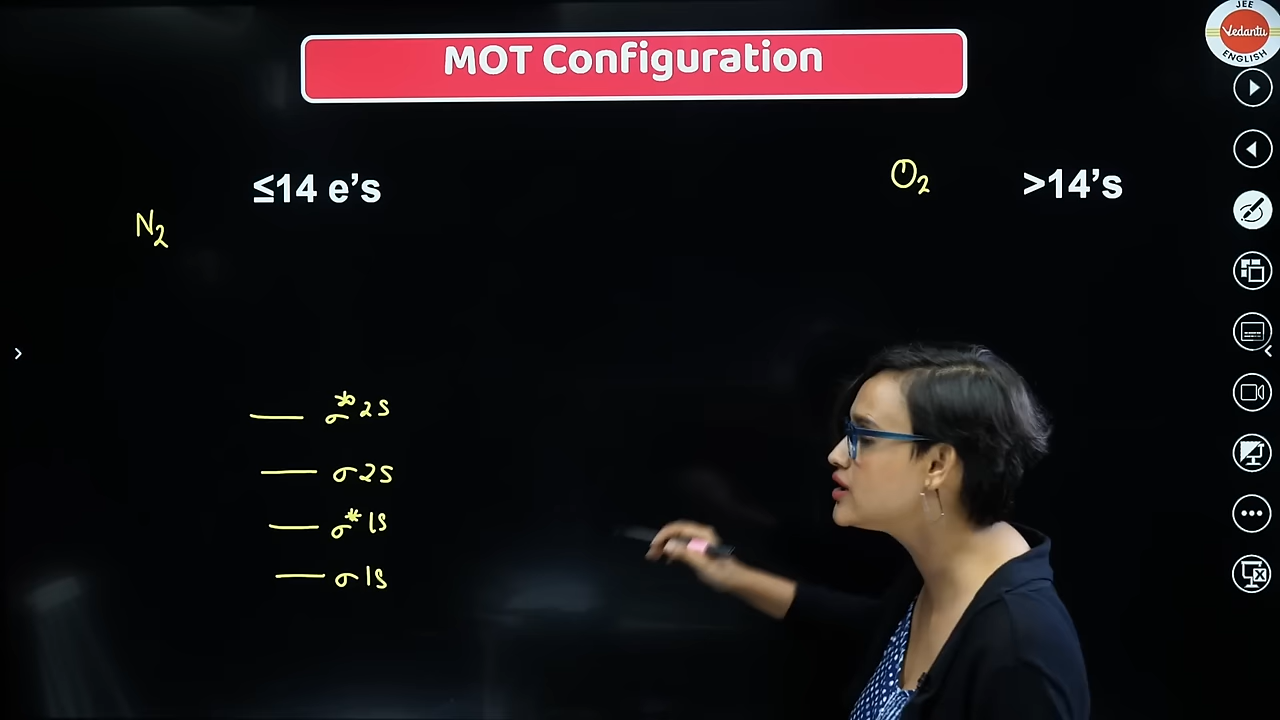 MOT Configuration
JEE
Vedantu
ENGLISH
≤14 e's
O₂
>14's
N₂
σ*2s
σ2s
σ*1s
σ1s